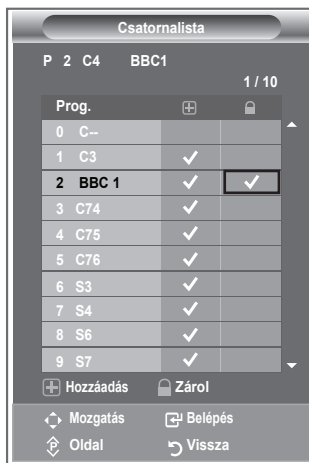 Csatornalista
P 2 C4 BBC1
1 / 10
Prog.
0 C--
1 C3
2 BBC 1
3 C74
4 C75
5 C76
6 S3
7 S4
8 S6
9 S7
Hozzáadás Zárol
Mozgatás Belépés
Oldal Vissza